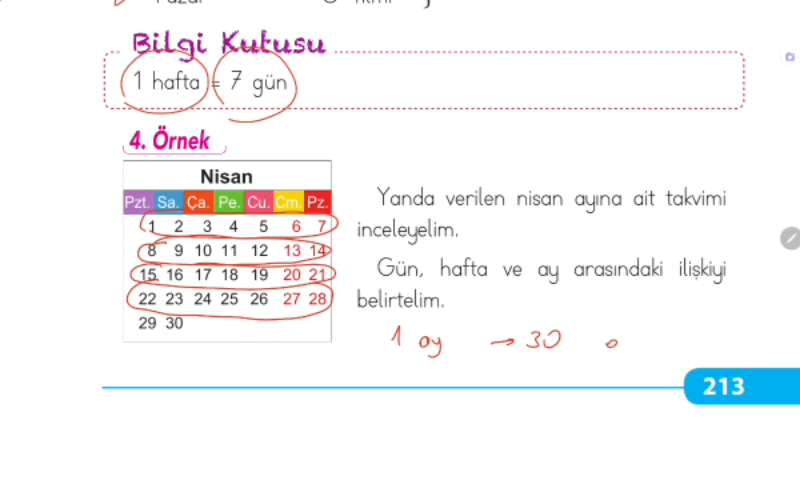 Bilgi Kutusu
1 hafta = 7 gün
4. Örnek
Nisan
Pzt. Sa. Ça. Pe. Cu. Cm. Pz.
1 2 3 4 5 6 7
8 9 10 11 12 13 14
15 16 17 18 19 20 21
22 23 24 25 26 27 28
29 30
Yanda verilen nisan ayına ait takvimi
inceleyelim.
Gün, hafta ve ay arasındaki ilişkiyi
belirtelim.
1 ay → 30
213